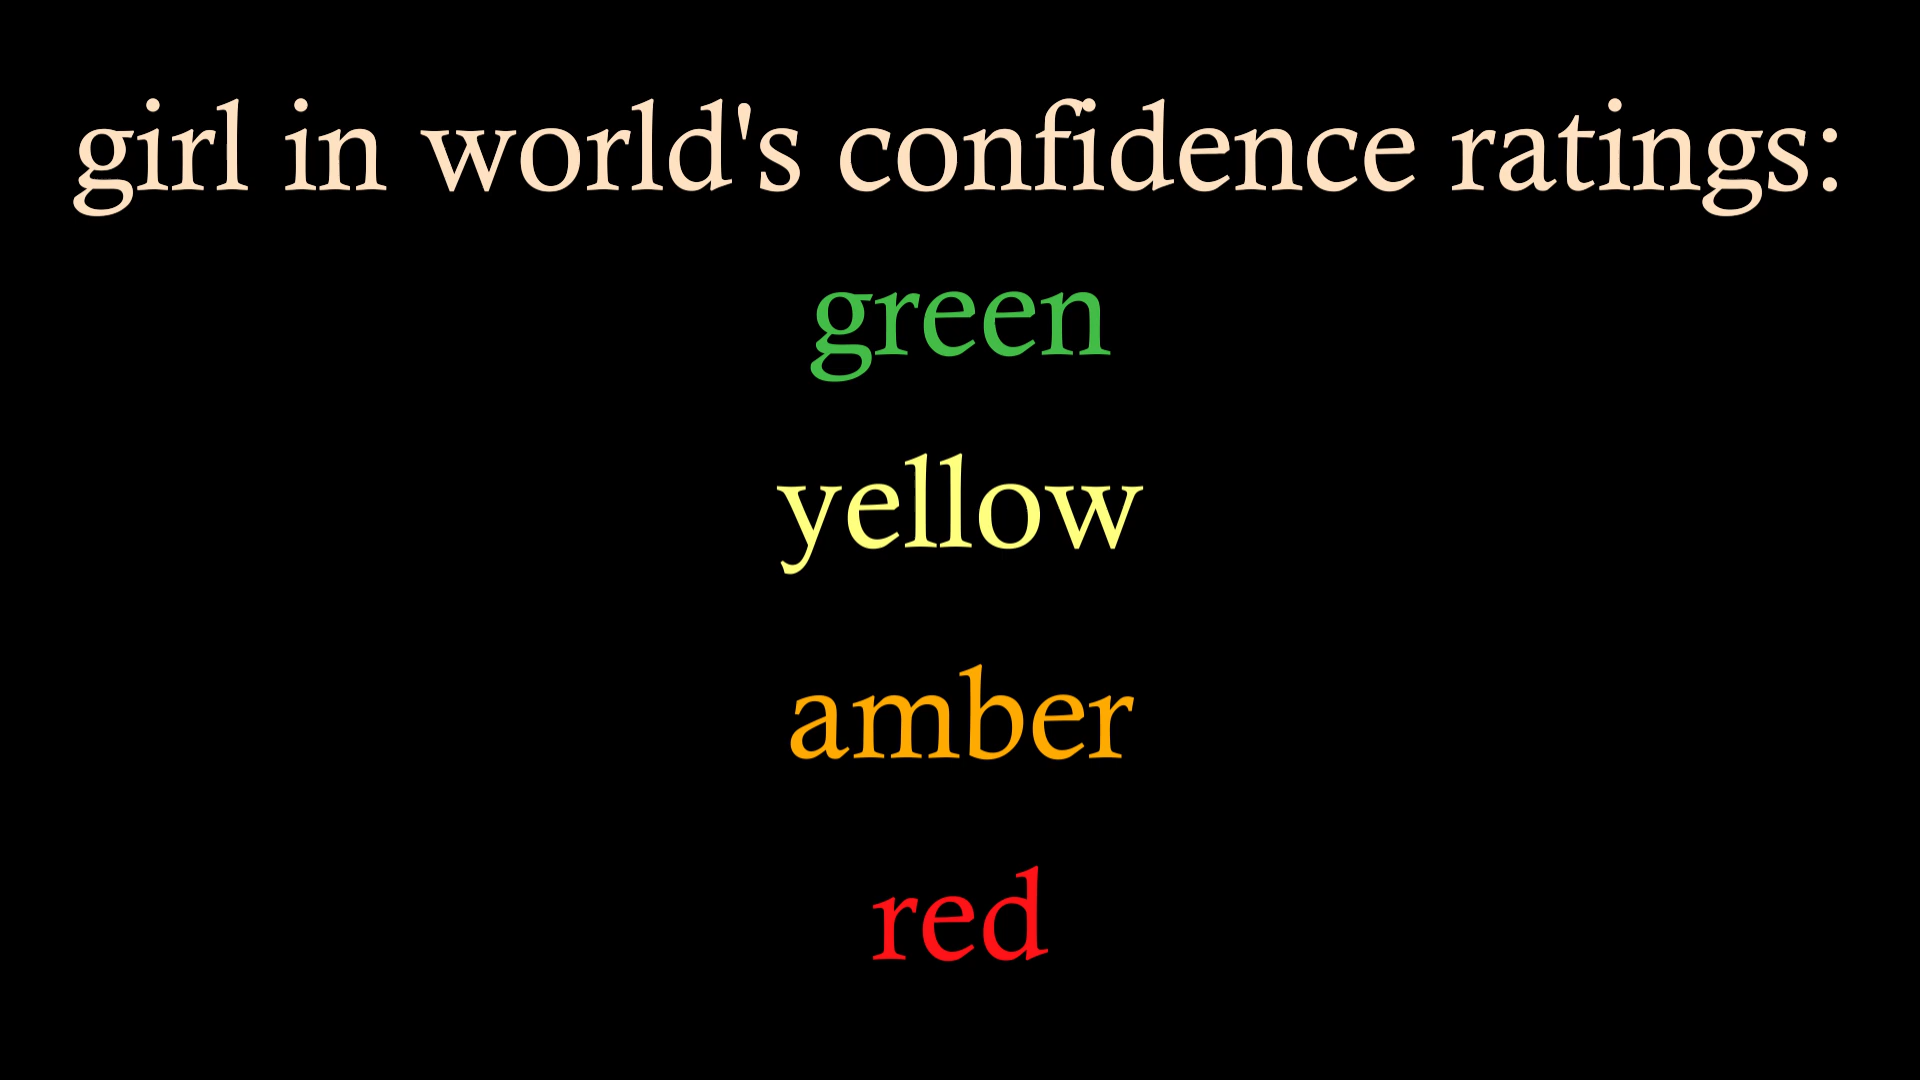 girl in world's confidence ratings:
green
yellow
amber
red